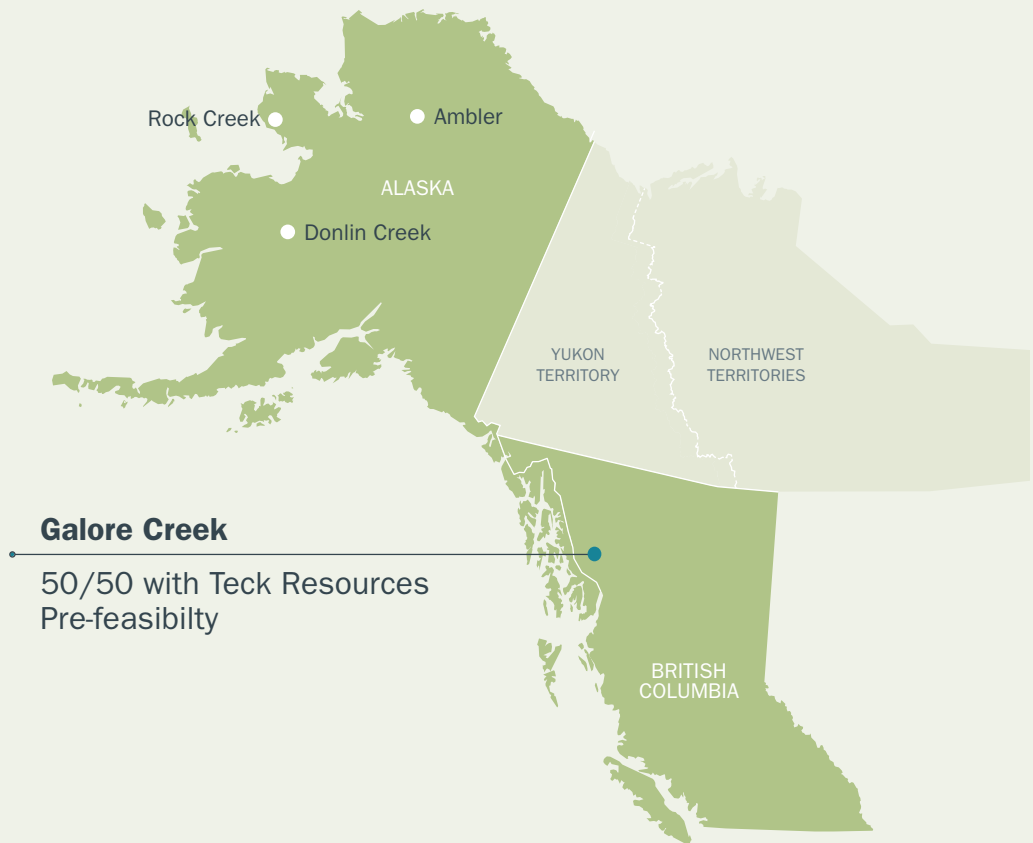 Rock Creek
Ambler
ALASKA
Donlin Creek
YUKON
TERRITORY
NORTHWEST
TERRITORIES
Galore Creek
50/50 with Teck Resources
Pre-feasibilty
BRITISH
COLUMBIA